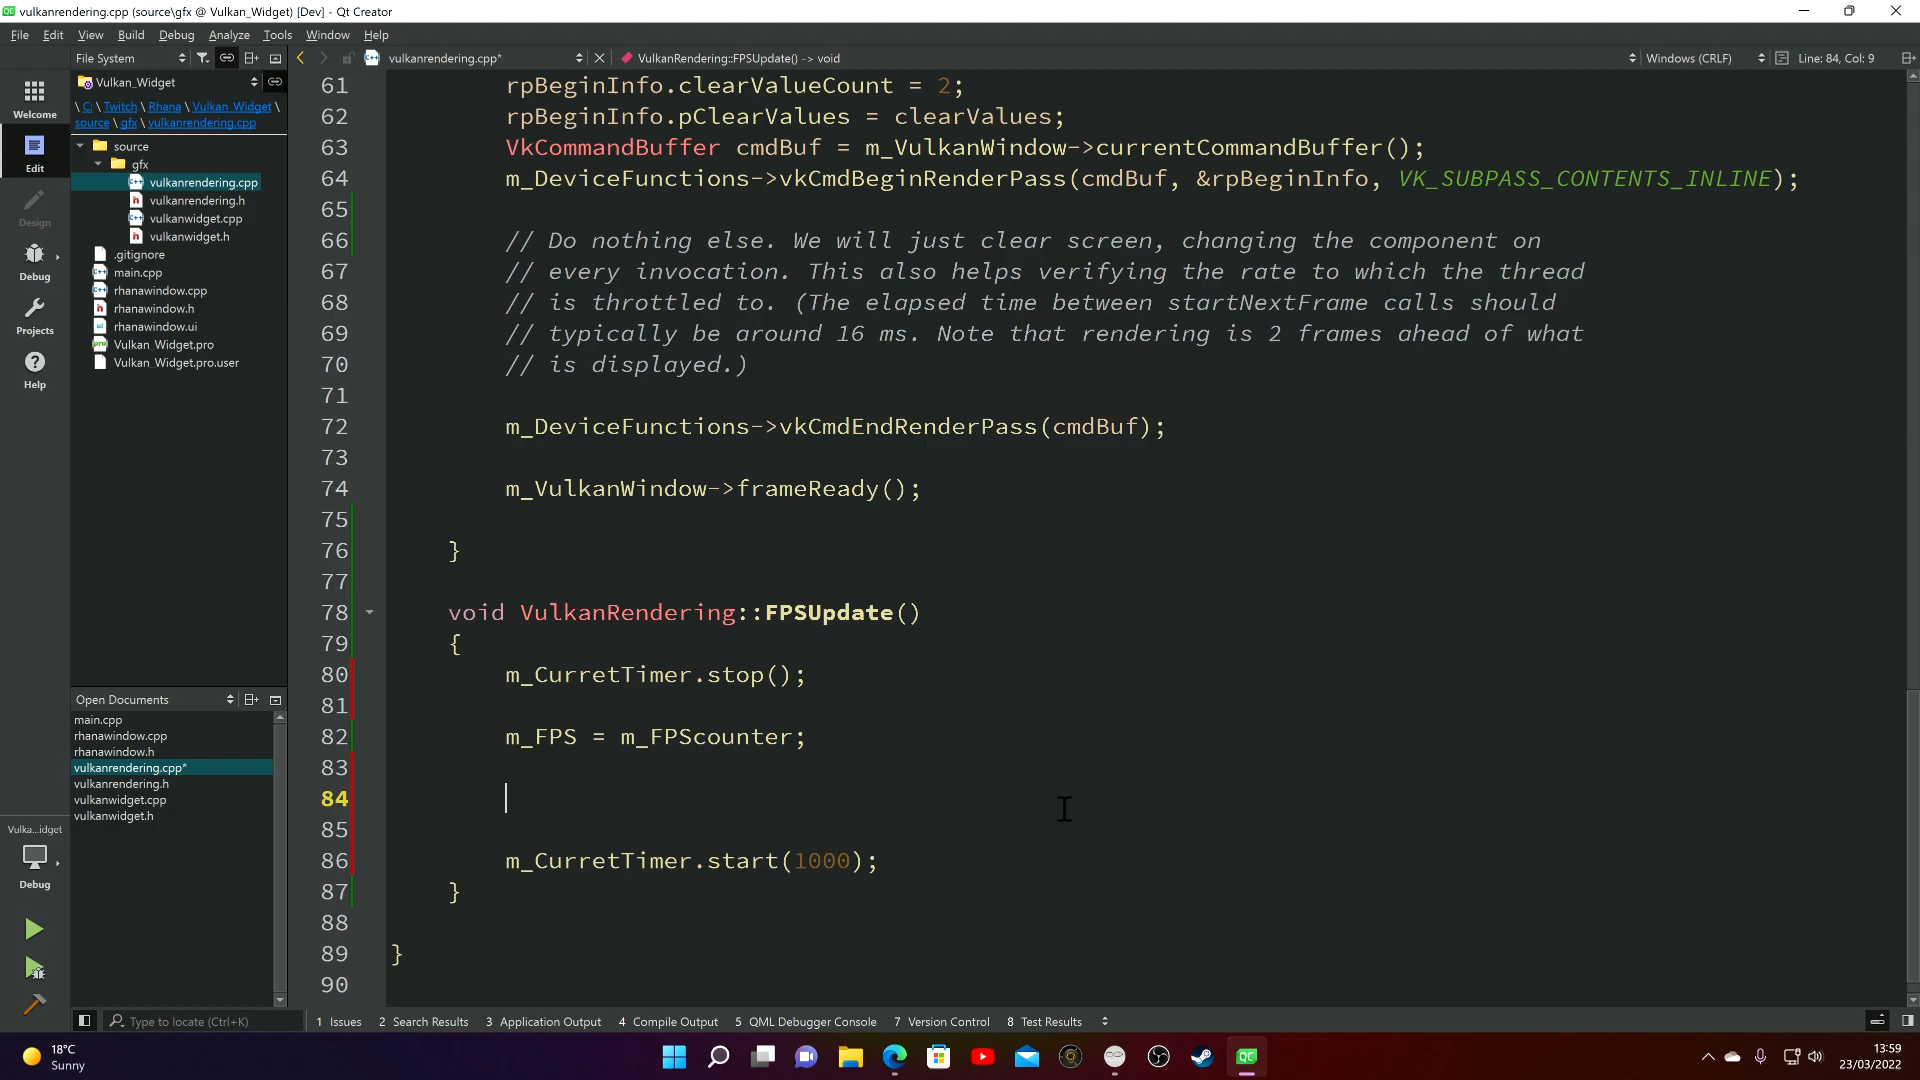 vulkanrendering.cpp (source\gfx @ Vulkan_Widget) [Dev] - Qt Creator
File Edit View Build Debug Analyze Tools Window Help
File System
vulkanrendering.cpp*
VulkanRendering::FPSUpdate() -> void
Windows (CRLF)
Line: 84, Col: 9
Vulkan_Widget
\ C: \ Twitch \ Rhana \ Vulkan_Widget \
source \ gfx \ vulkanrendering.cpp
source
gfx
vulkanrendering.cpp
vulkanrendering.h
vulkanwidget.cpp
vulkanwidget.h
.gitignore
main.cpp
rhanawindow.cpp
rhanawindow.h
rhanawindow.ui
Vulkan_Widget.pro
Vulkan_Widget.pro.user
Welcome
Edit
Design
Debug
Projects
Help
Vulka...idget
Debug
Open Documents
main.cpp
rhanawindow.cpp
rhanawindow.h
vulkanrendering.cpp*
vulkanrendering.h
vulkanwidget.cpp
vulkanwidget.h
61 rpBeginInfo.clearValueCount = 2;
62 rpBeginInfo.pClearValues = clearValues;
63 VkCommandBuffer cmdBuf = m_VulkanWindow->currentCommandBuffer();
64 m_DeviceFunctions->vkCmdBeginRenderPass(cmdBuf, &rpBeginInfo, VK_SUBPASS_CONTENTS_INLINE);
65
66 // Do nothing else. We will just clear screen, changing the component on
67 // every invocation. This also helps verifying the rate to which the thread
68 // is throttled to. (The elapsed time between startNextFrame calls should
69 // typically be around 16 ms. Note that rendering is 2 frames ahead of what
70 // is displayed.)
71
72 m_DeviceFunctions->vkCmdEndRenderPass(cmdBuf);
73
74 m_VulkanWindow->frameReady();
75
76 }
77
78 void VulkanRendering::FPSUpdate()
79 {
80 m_CurretTimer.stop();
81
82 m_FPS = m_FPScounter;
83
84
85
86 m_CurretTimer.start(1000);
87 }
88
89 }
90
Type to locate (Ctrl+K)
1 Issues 2 Search Results 3 Application Output 4 Compile Output 5 QML Debugger Console 7 Version Control 8 Test Results
18°C
Sunny
QC
13:59
23/03/2022